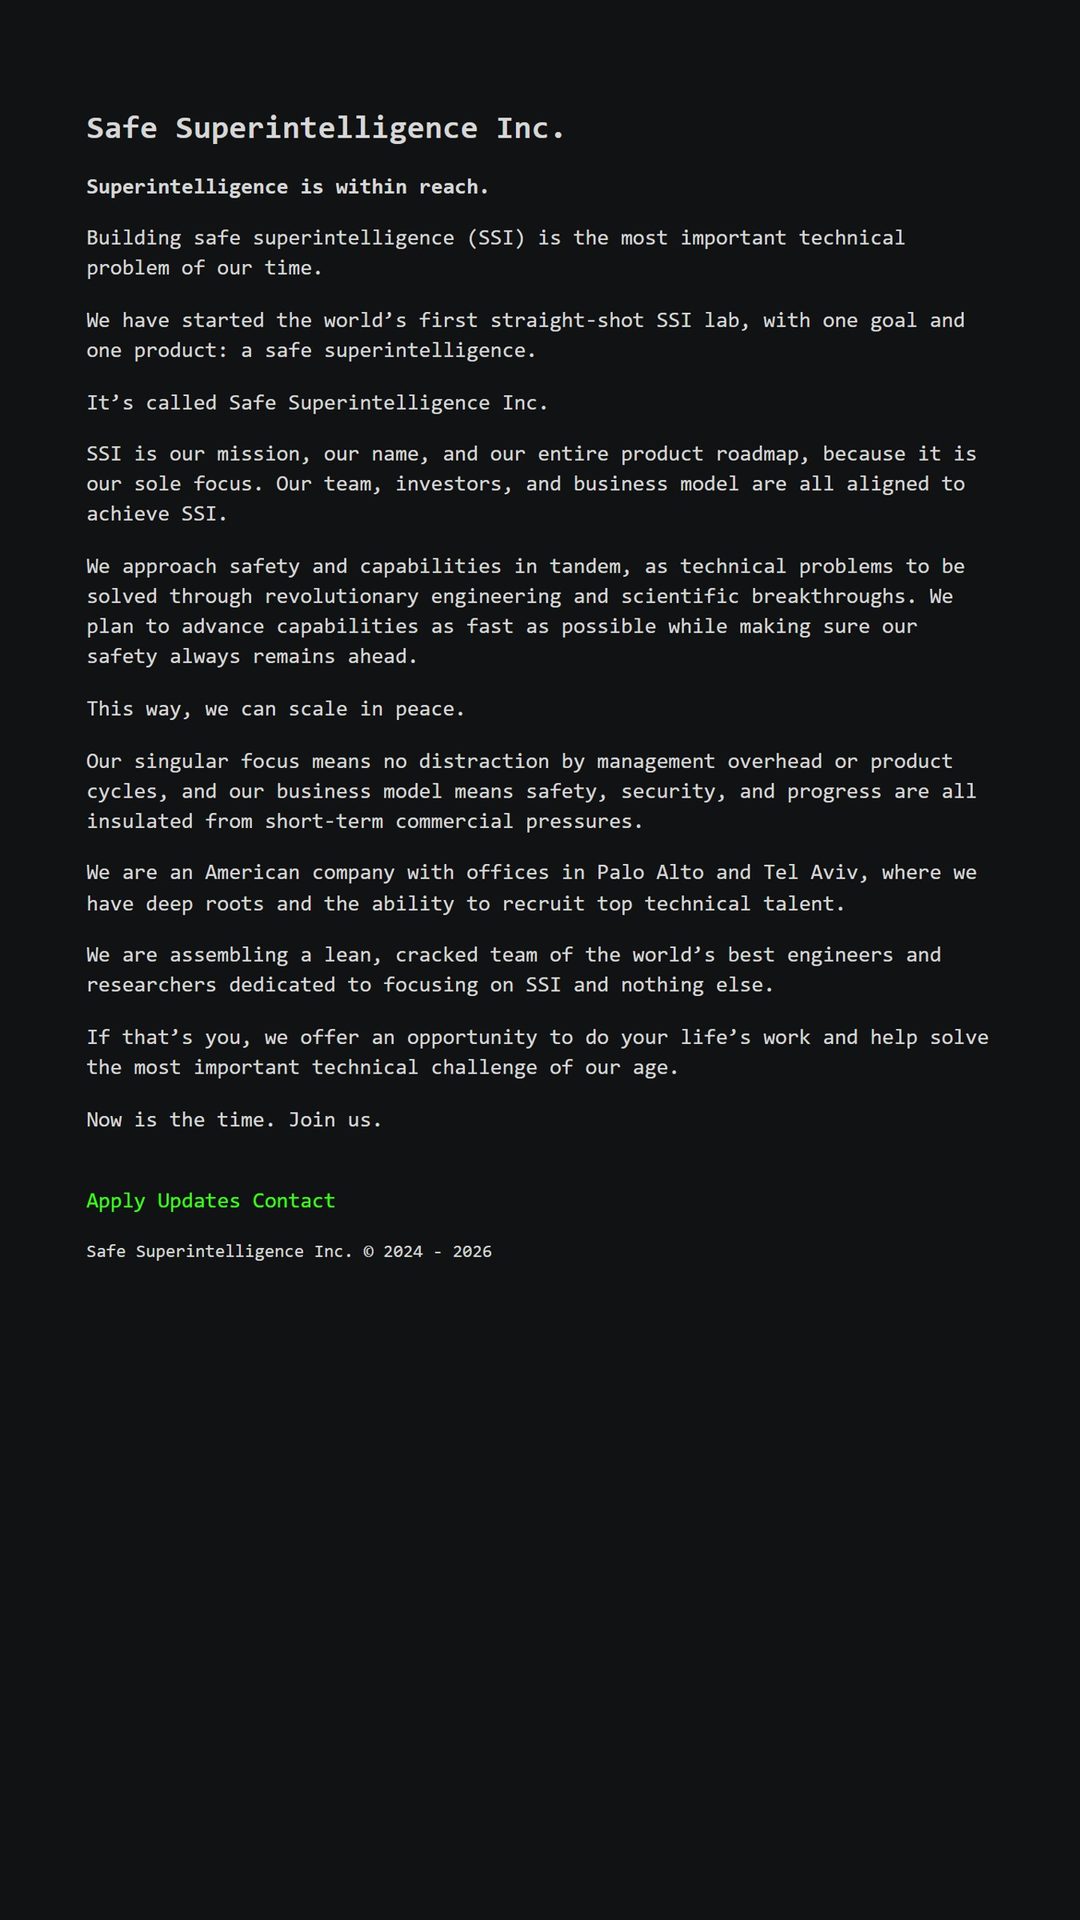 Safe Superintelligence Inc.
Superintelligence is within reach.
Building safe superintelligence (SSI) is the most important technical
problem of our time.
We have started the world’s first straight-shot SSI lab, with one goal and
one product: a safe superintelligence.
It’s called Safe Superintelligence Inc.
SSI is our mission, our name, and our entire product roadmap, because it is
our sole focus. Our team, investors, and business model are all aligned to
achieve SSI.
We approach safety and capabilities in tandem, as technical problems to be
solved through revolutionary engineering and scientific breakthroughs. We
plan to advance capabilities as fast as possible while making sure our
safety always remains ahead.
This way, we can scale in peace.
Our singular focus means no distraction by management overhead or product
cycles, and our business model means safety, security, and progress are all
insulated from short-term commercial pressures.
We are an American company with offices in Palo Alto and Tel Aviv, where we
have deep roots and the ability to recruit top technical talent.
We are assembling a lean, cracked team of the world’s best engineers and
researchers dedicated to focusing on SSI and nothing else.
If that’s you, we offer an opportunity to do your life’s work and help solve
the most important technical challenge of our age.
Now is the time. Join us.
Apply Updates Contact
Safe Superintelligence Inc. © 2024 - 2026